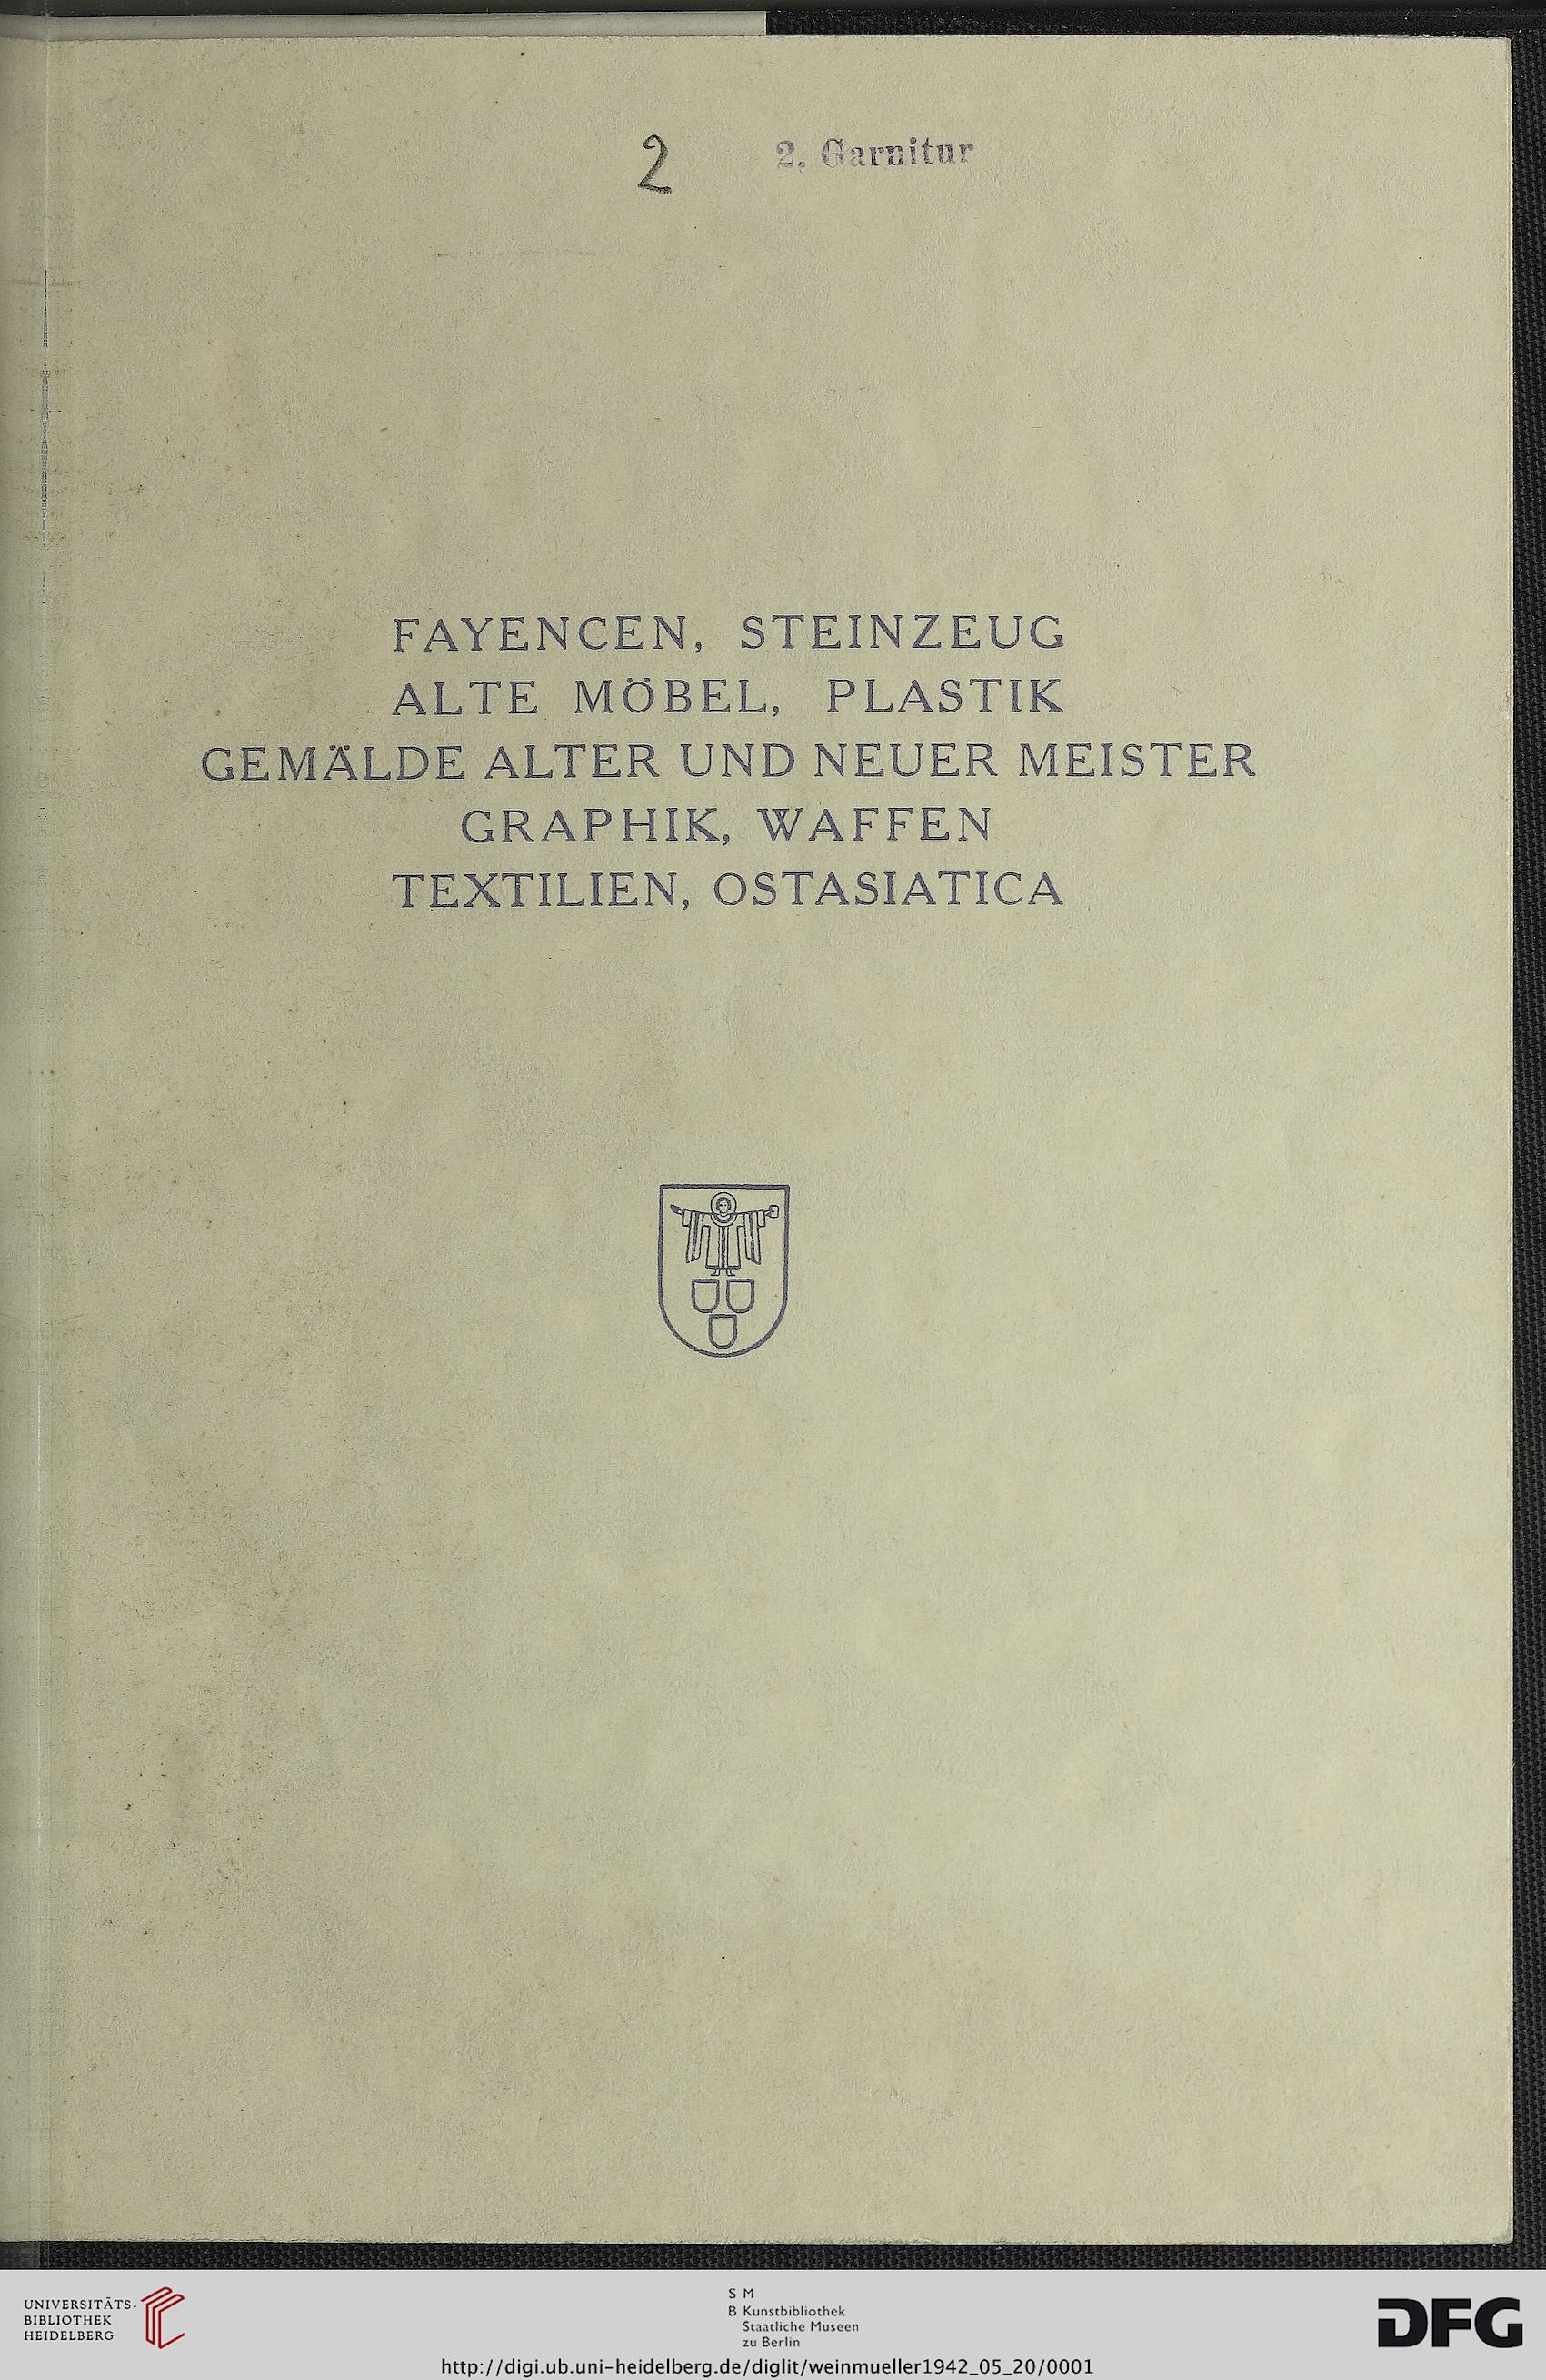 2 2. Garnitur
FAYENCEN, STEINZEUG
ALTE MÖBEL, PLASTIK
GEMÄLDE ALTER UND NEUER MEISTER
GRAPHIK, WAFFEN
TEXTILIEN, OSTASIATICA
UNIVERSITÄTS-
BIBLIOTHEK
HEIDELBERG
S M
B Kunstbibliothek
Staatliche Museen
zu Berlin
DFG
http://digi.ub.uni-heidelberg.de/diglit/weinmueller1942_05_20/0001